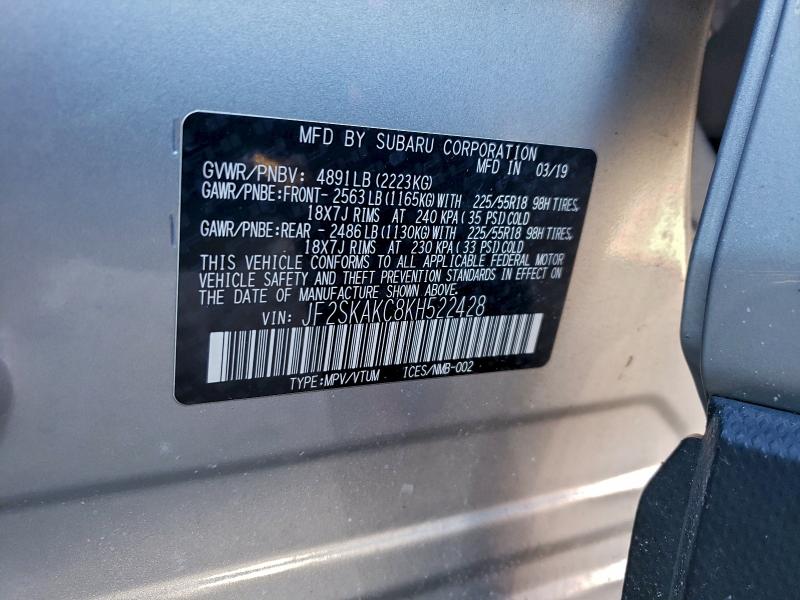 MFD BY SUBARU CORPORATION
MFD IN 03/19
GVWR/PNBV: 4891LB(2223KG)
GAWR/PNBE:FRONT- 2563LB(1165KG)WITH 225/55R18 98H TIRES,
18X7J RIMS AT 240 KPA(35 PSI)COLD
GAWR/PNBE:REAR - 2486LB(1130KG)WITH 225/55R18 98H TIRES,
18X7J RIMS AT 230 KPA(33 PSI)COLD
THIS VEHICLE CONFORMS TO ALL APPLICABLE FEDERAL MOTOR
VEHICLE SAFETY AND THEFT PREVENTION STANDARDS IN EFFECT ON
THE DATE OF MANUFACTURE SHOWN ABOVE.
VIN: JF2SKAKC8KH522428
TYPE:MPV/VTUM ICES/NMB-002